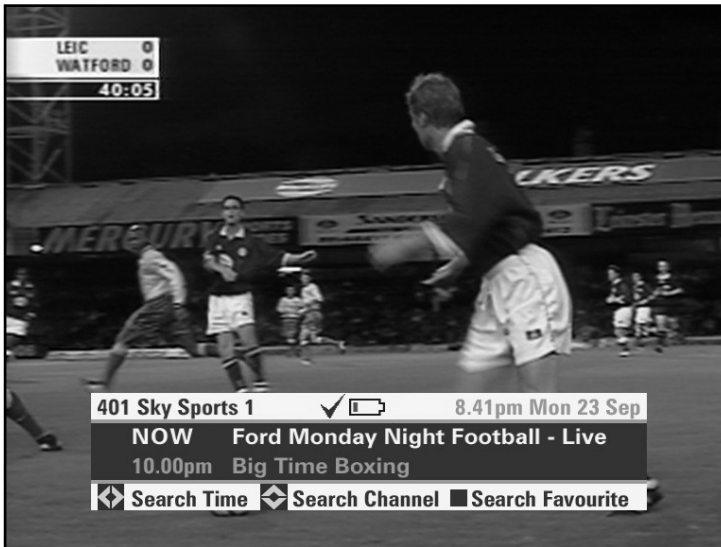 LEIC 0
WATFORD 0
40:05
MERCURY
401 Sky Sports 1 8.41pm Mon 23 Sep
NOW Ford Monday Night Football - Live
10.00pm Big Time Boxing
Search Time Search Channel Search Favourite